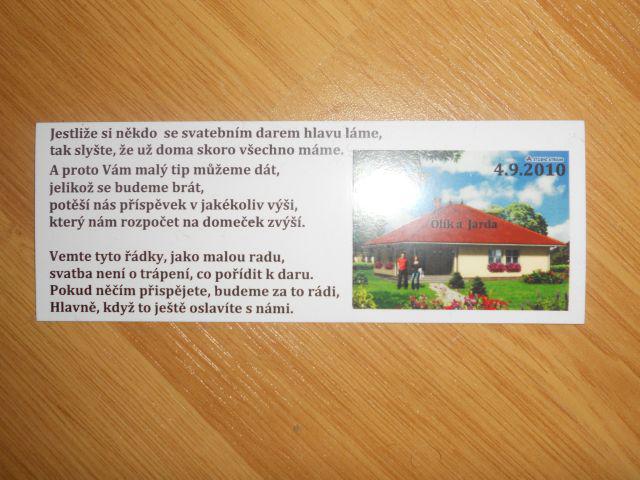 Jestliže si někdo se svatebním darem hlavu láme,
tak slyšte, že už doma skoro všechno máme.
A proto Vám malý tip můžeme dát,
jelikož se budeme brát,
potěší nás příspěvek v jakékoliv výši,
který nám rozpočet na domeček zvýší.
Vemte tyto řádky, jako malou radu,
svatba není o trápení, co pořídit k daru.
Pokud něčím přispějete, budeme za to rádi,
Hlavně, když to ještě oslavíte s námi.
4.9.2010
Olík a Jarda